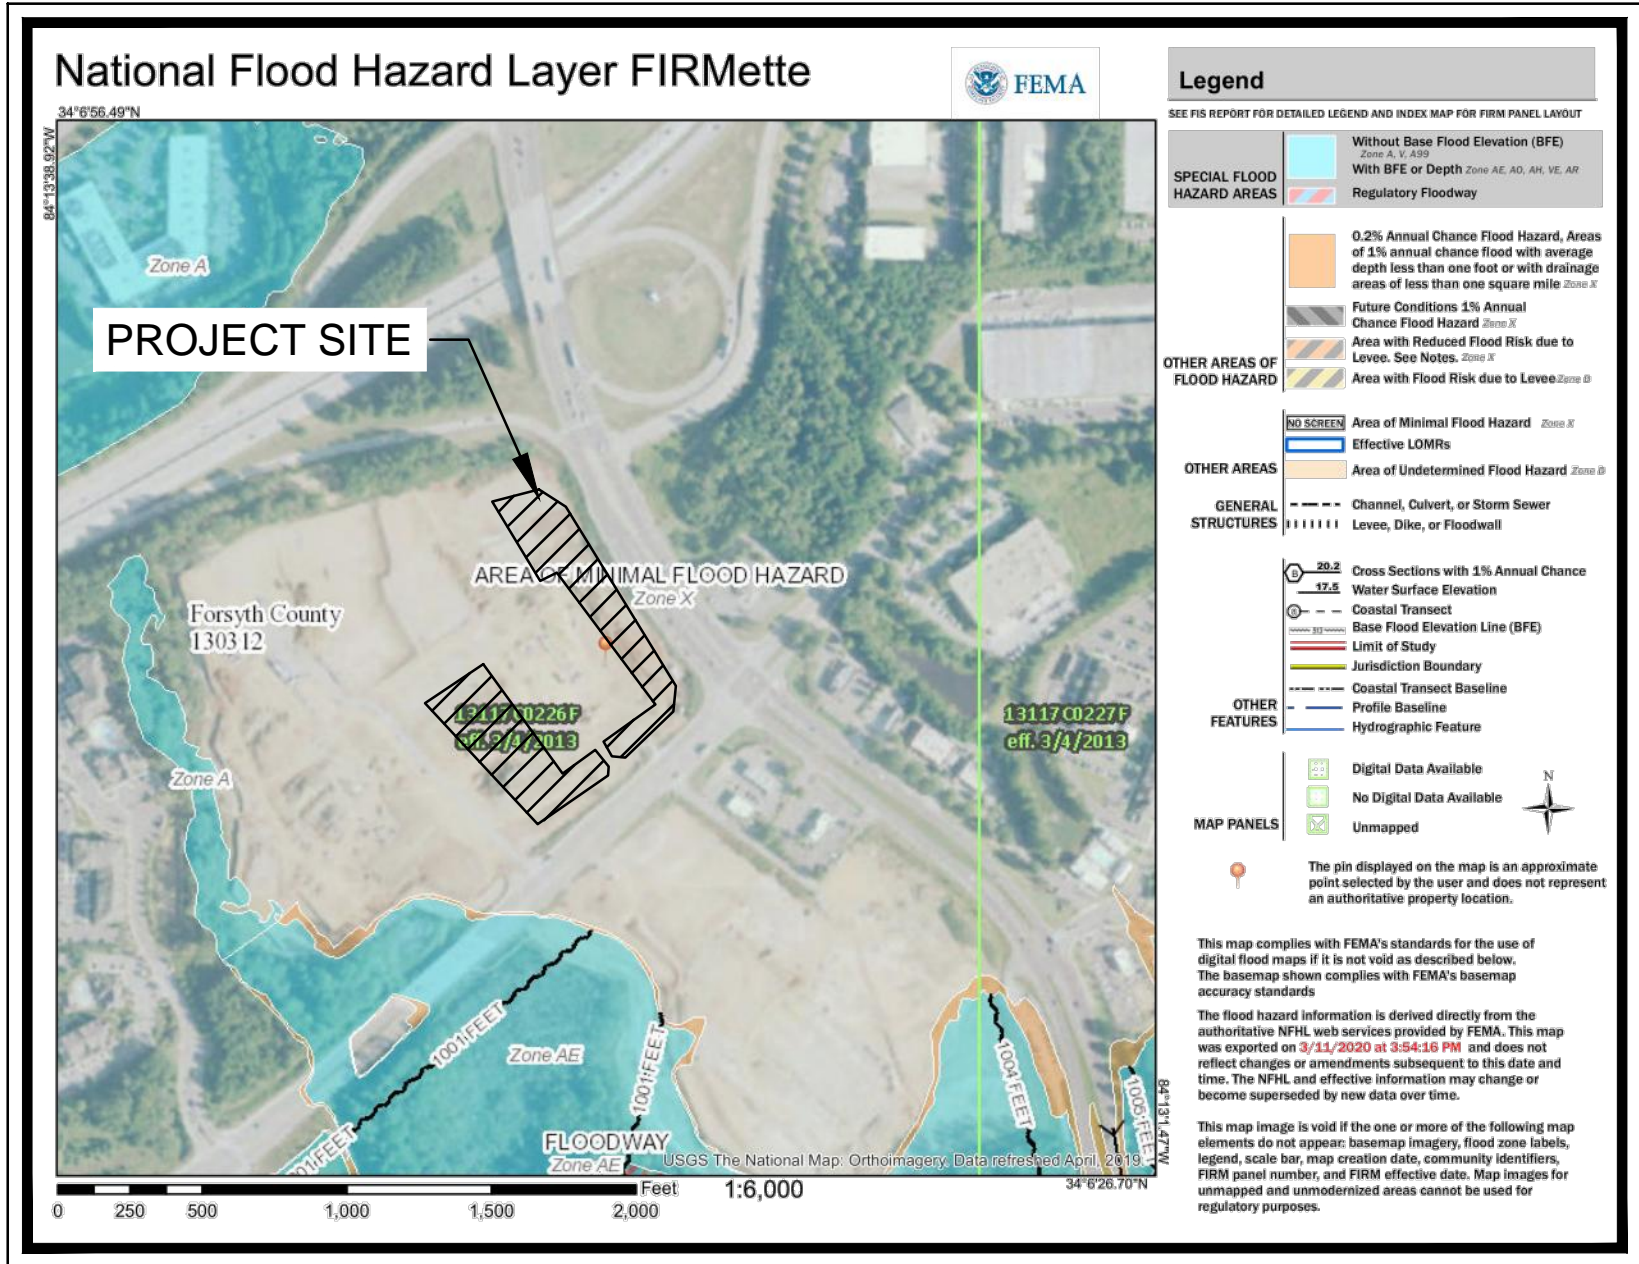 National Flood Hazard Layer FIRMette
FEMA
34°6'56.49"N
84°13'38.92"W
Zone A
PROJECT SITE
AREA OF MINIMAL FLOOD HAZARD
Zone X
Forsyth County
130312
13117C0226F
eff. 3/4/2013
13117C0227F
eff. 3/4/2013
Zone A
1001 FEET
Zone AE
1001 FEET
1004 FEET
1005 FEET
01 FEET
FLOODWAY
Zone AE
USGS The National Map: Orthoimagery. Data refreshed April, 2019.
84°13'1.47"W
34°6'26.70"N
Feet
1:6,000
0 250 500 1,000 1,500 2,000
Legend
SEE FIS REPORT FOR DETAILED LEGEND AND INDEX MAP FOR FIRM PANEL LAYOUT
SPECIAL FLOOD
HAZARD AREAS
Without Base Flood Elevation (BFE)
Zone A, V, A99
With BFE or Depth Zone AE, AO, AH, VE, AR
Regulatory Floodway
OTHER AREAS OF
FLOOD HAZARD
0.2% Annual Chance Flood Hazard, Areas
of 1% annual chance flood with average
depth less than one foot or with drainage
areas of less than one square mile Zone X
Future Conditions 1% Annual
Chance Flood Hazard Zone X
Area with Reduced Flood Risk due to
Levee. See Notes. Zone X
Area with Flood Risk due to Levee Zone D
OTHER AREAS
NO SCREEN Area of Minimal Flood Hazard Zone X
Effective LOMRs
Area of Undetermined Flood Hazard Zone D
GENERAL
STRUCTURES
Channel, Culvert, or Storm Sewer
Levee, Dike, or Floodwall
OTHER
FEATURES
B 20.2 Cross Sections with 1% Annual Chance
17.5 Water Surface Elevation
8 Coastal Transect
513 Base Flood Elevation Line (BFE)
Limit of Study
Jurisdiction Boundary
Coastal Transect Baseline
Profile Baseline
Hydrographic Feature
MAP PANELS
Digital Data Available
No Digital Data Available
Unmapped
N
The pin displayed on the map is an approximate
point selected by the user and does not represent
an authoritative property location.
This map complies with FEMA's standards for the use of
digital flood maps if it is not void as described below.
The basemap shown complies with FEMA's basemap
accuracy standards
The flood hazard information is derived directly from the
authoritative NFHL web services provided by FEMA. This map
was exported on 3/11/2020 at 3:54:16 PM and does not
reflect changes or amendments subsequent to this date and
time. The NFHL and effective information may change or
become superseded by new data over time.
This map image is void if the one or more of the following map
elements do not appear: basemap imagery, flood zone labels,
legend, scale bar, map creation date, community identifiers,
FIRM panel number, and FIRM effective date. Map images for
unmapped and unmodernized areas cannot be used for
regulatory purposes.